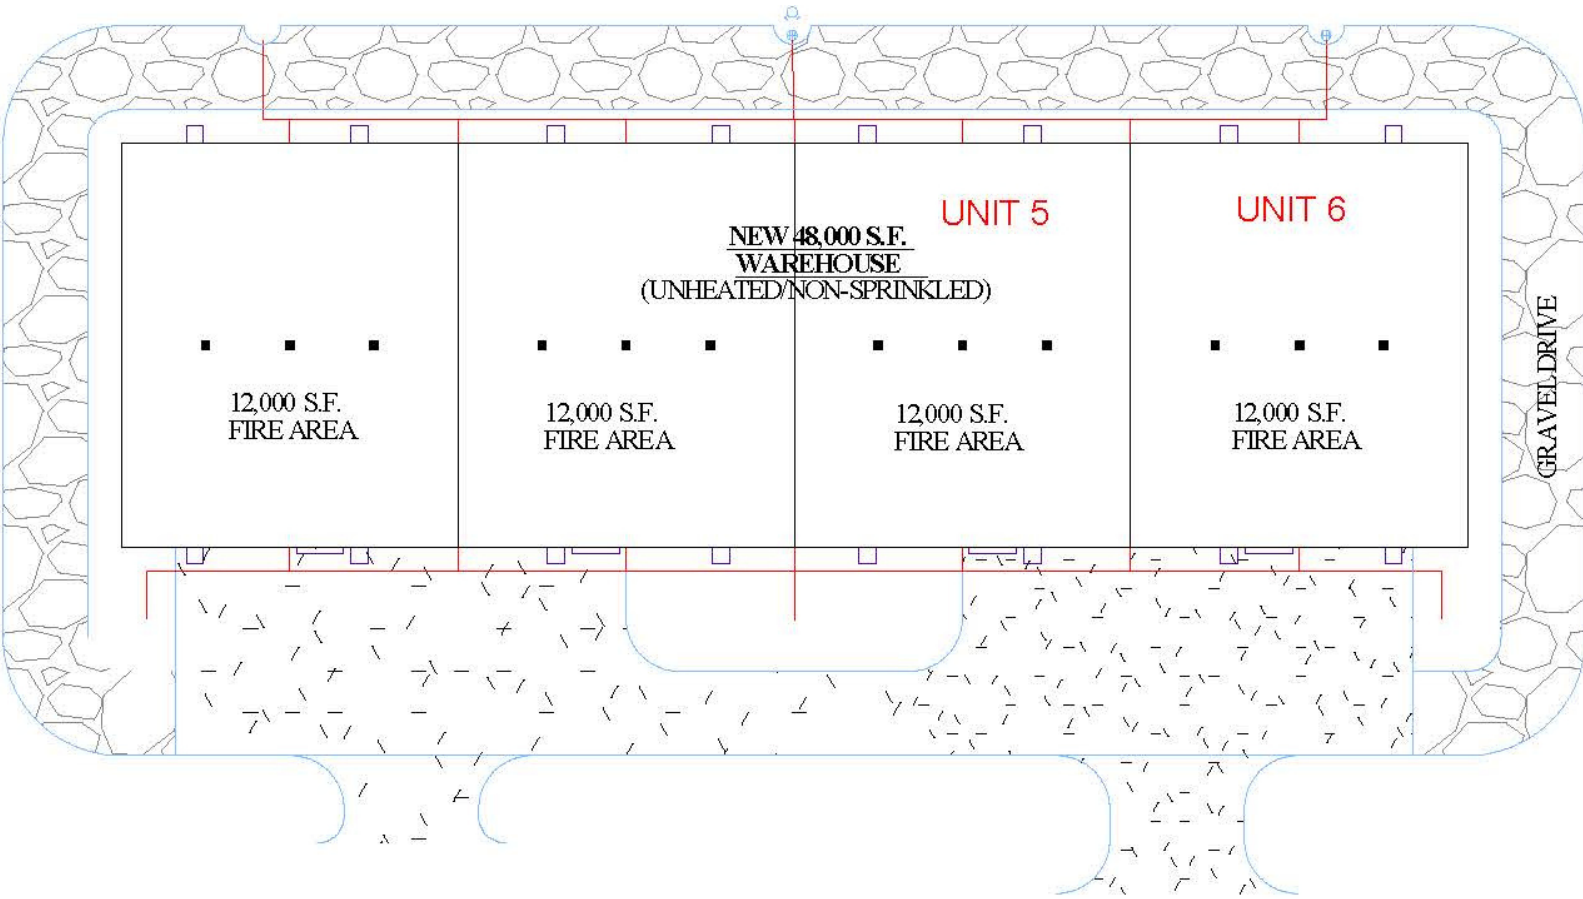 UNIT 5
UNIT 6
NEW 48,000 S.F.
WAREHOUSE
(UNHEATED/NON-SPRINKLED)
12,000 S.F.
FIRE AREA
12,000 S.F.
FIRE AREA
12,000 S.F.
FIRE AREA
12,000 S.F.
FIRE AREA
GRAVEL DRIVE